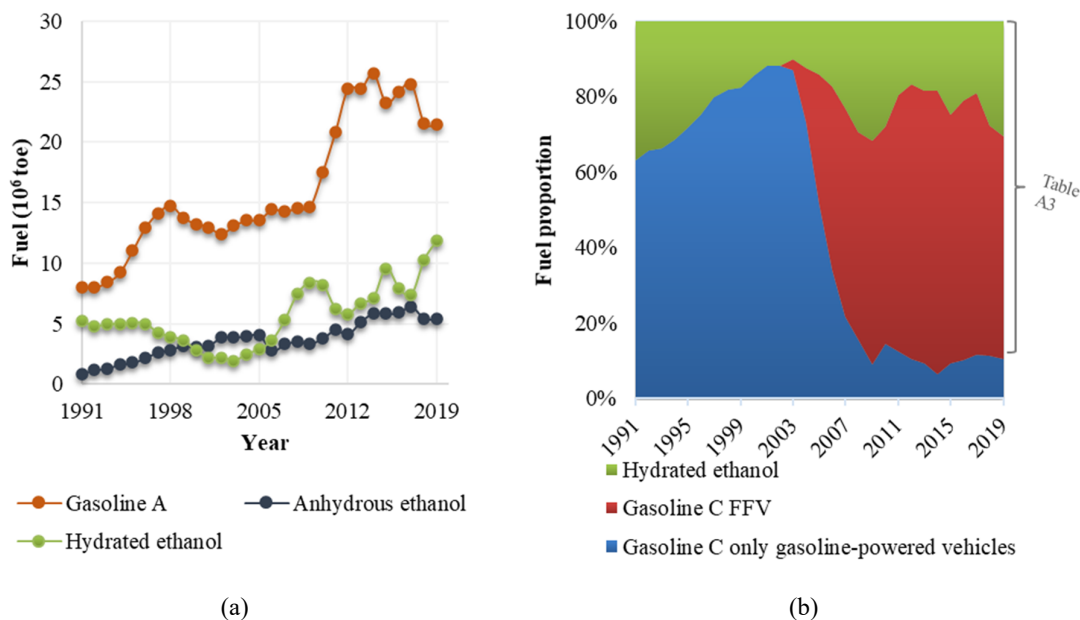 30
25
20
15
10
5
0
Fuel (10⁶ toe)
1991 1998 2005 2012 2019
Year
Gasoline A
Anhydrous ethanol
Hydrated ethanol
(a)
100%
80%
60%
40%
20%
0%
Fuel proportion
1991 1995 1999 2003 2007 2011 2015 2019
Table
A3
Hydrated ethanol
Gasoline C FFV
Gasoline C only gasoline-powered vehicles
(b)